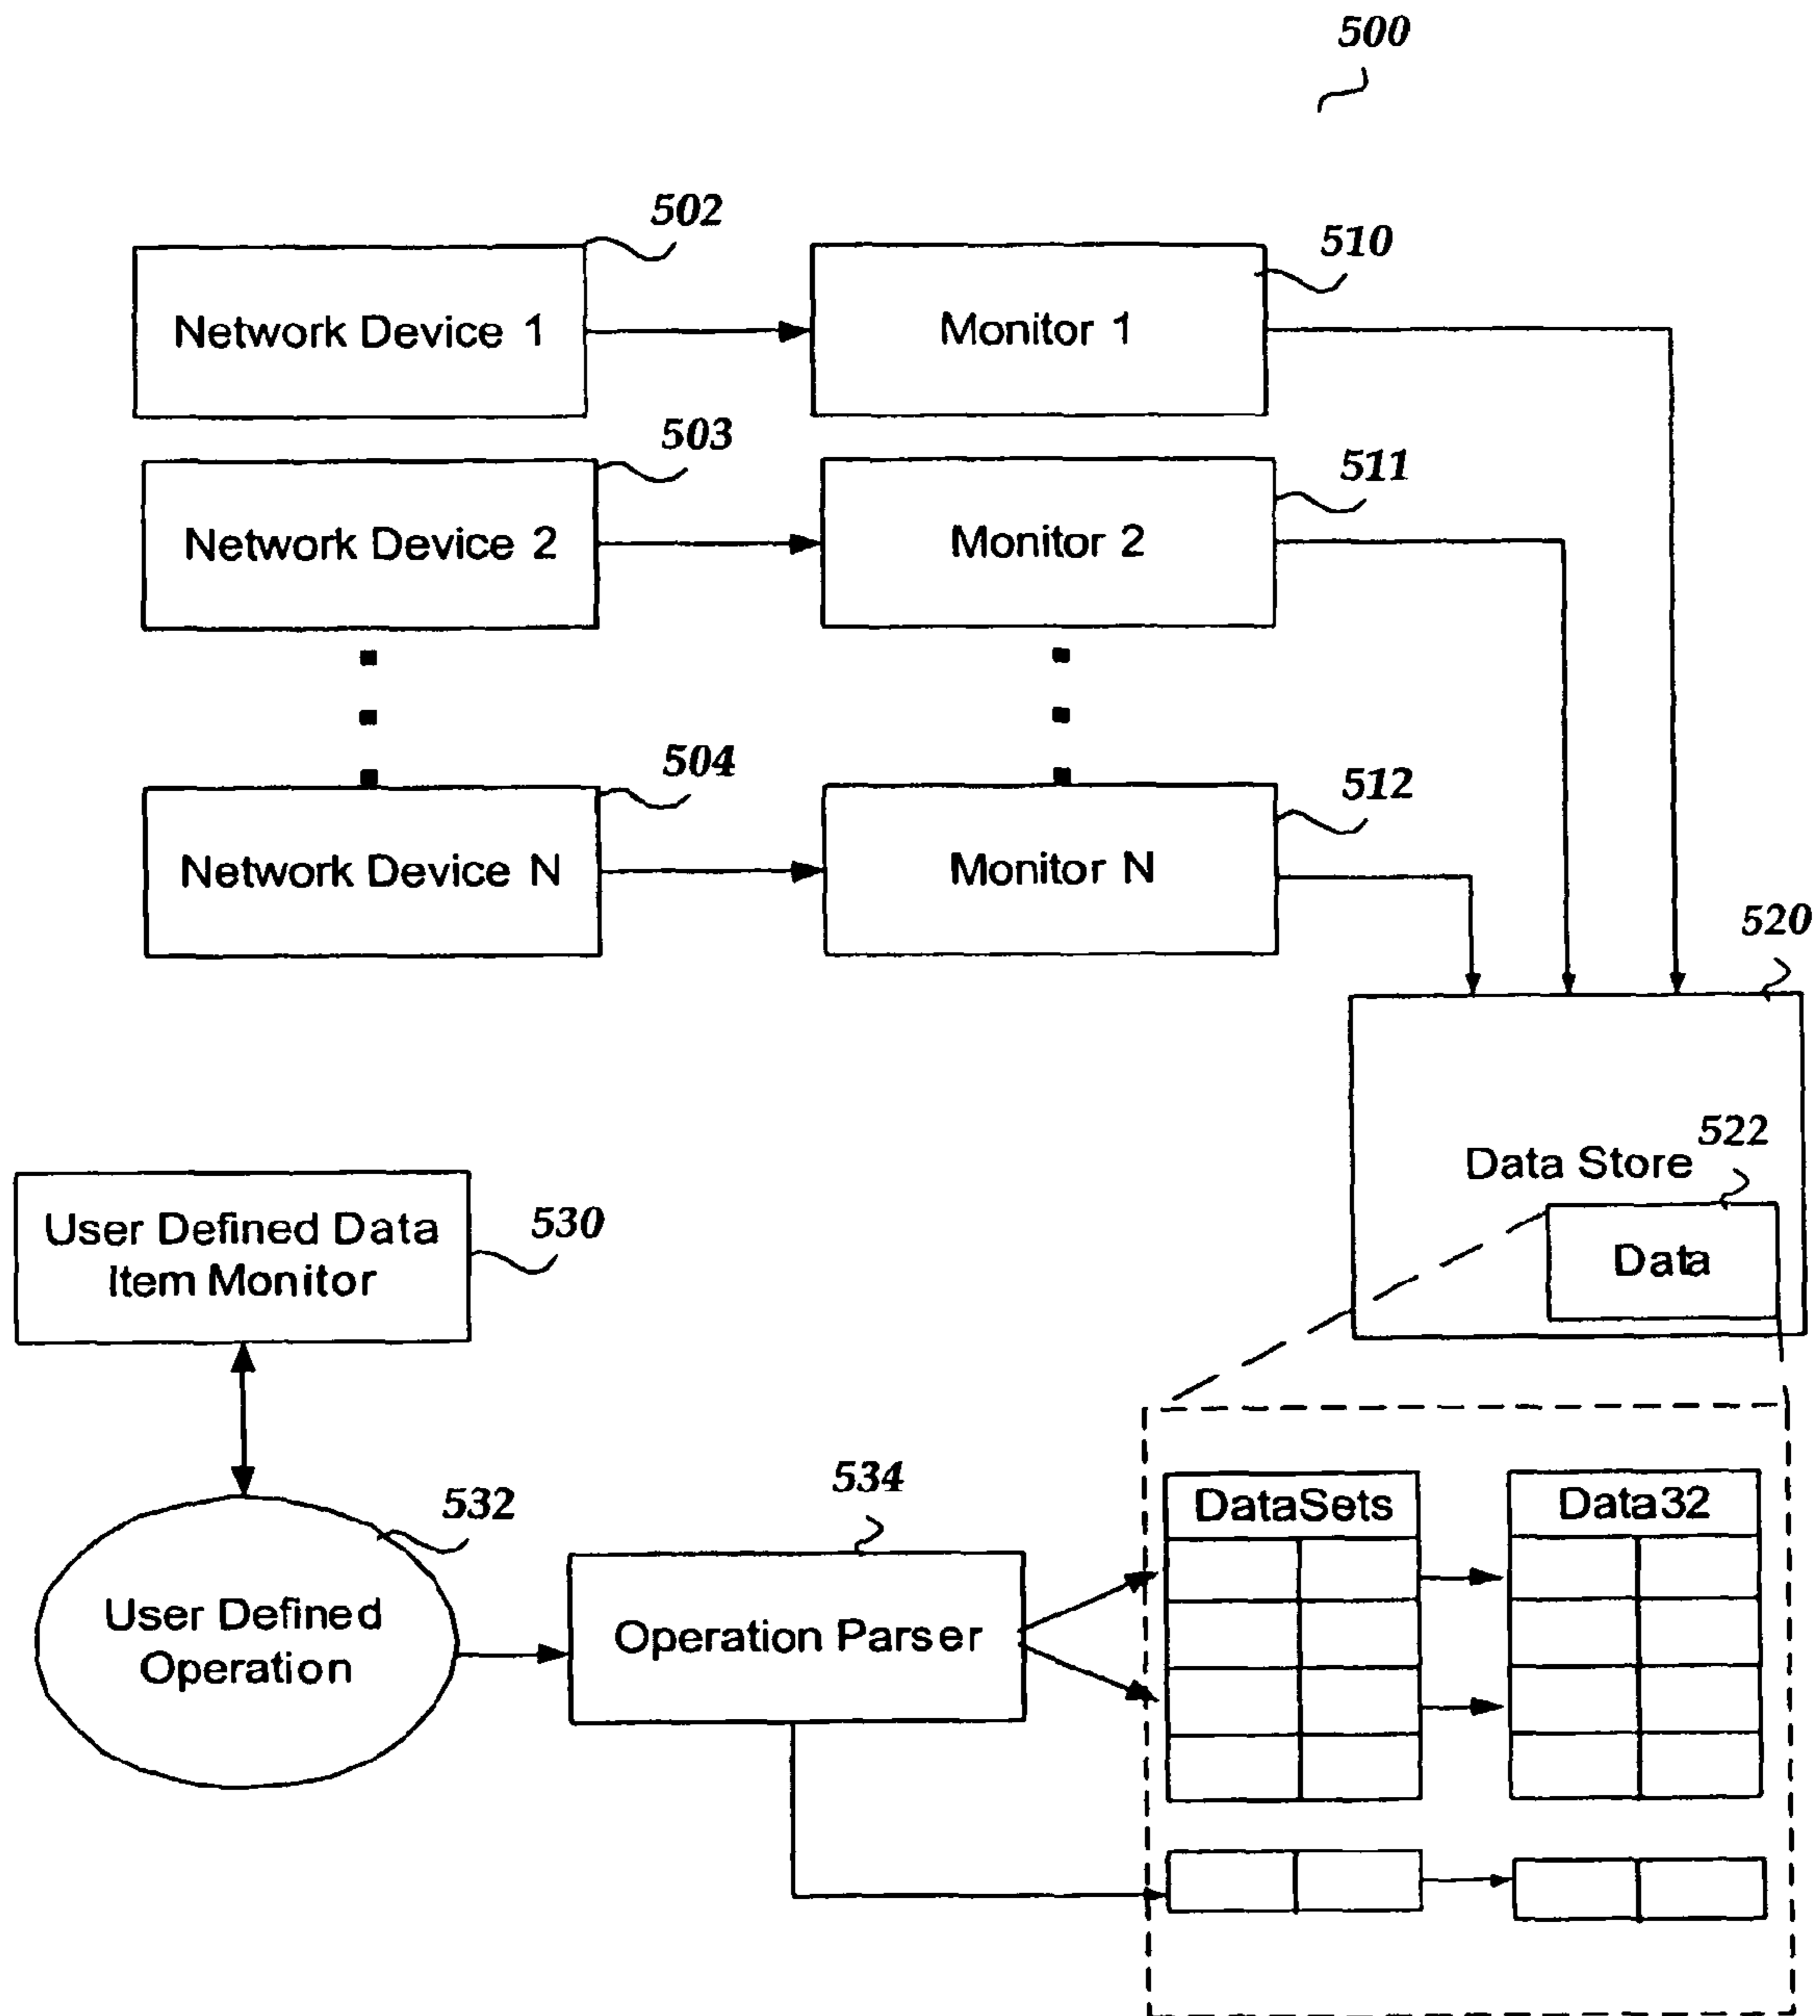 500
502
510
Network Device 1
Monitor 1
503
511
Network Device 2
Monitor 2
504
512
Network Device N
Monitor N
520
522
Data Store
Data
User Defined Data
Item Monitor
530
532
534
User Defined
Operation
Operation Parser
DataSets
Data32